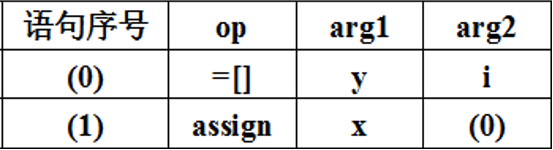 语句序号 op arg1 arg2
(0) =[] y i
(1) assign x (0)